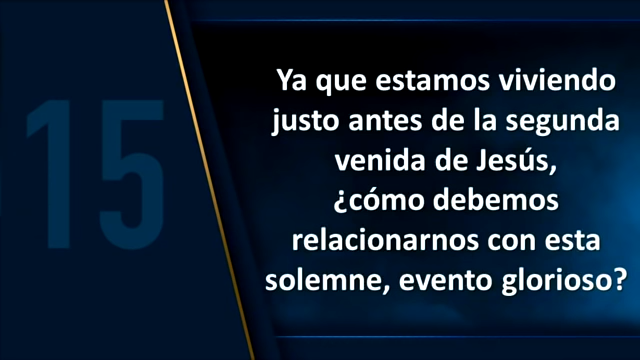 15
Ya que estamos viviendo
justo antes de la segunda
venida de Jesús,
¿cómo debemos
relacionarnos con esta
solemne, evento glorioso?